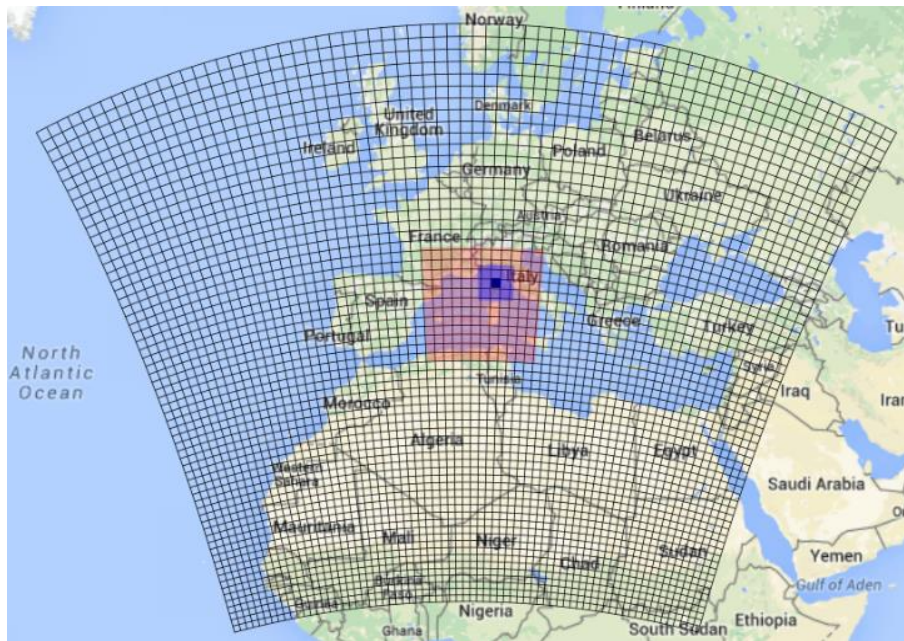 Norway
Denmark
United
Kingdom
Ireland
Belarus
Poland
Germany
Ukraine
Austria
France
Romania
Italy
Spain
Greece
Turkey
Portugal
North
Atlantic
Ocean
Syria
Tunisia
Iraq
Iran
Morocco
Algeria
Libya
Egypt
Western
Sahara
Saudi Arabia
Mauritania
Mali
Niger
Chad
Sudan
Yemen
Burkina
Faso
Gulf of Aden
Guinea
Nigeria
Ghana
South Sudan
Ethiopia